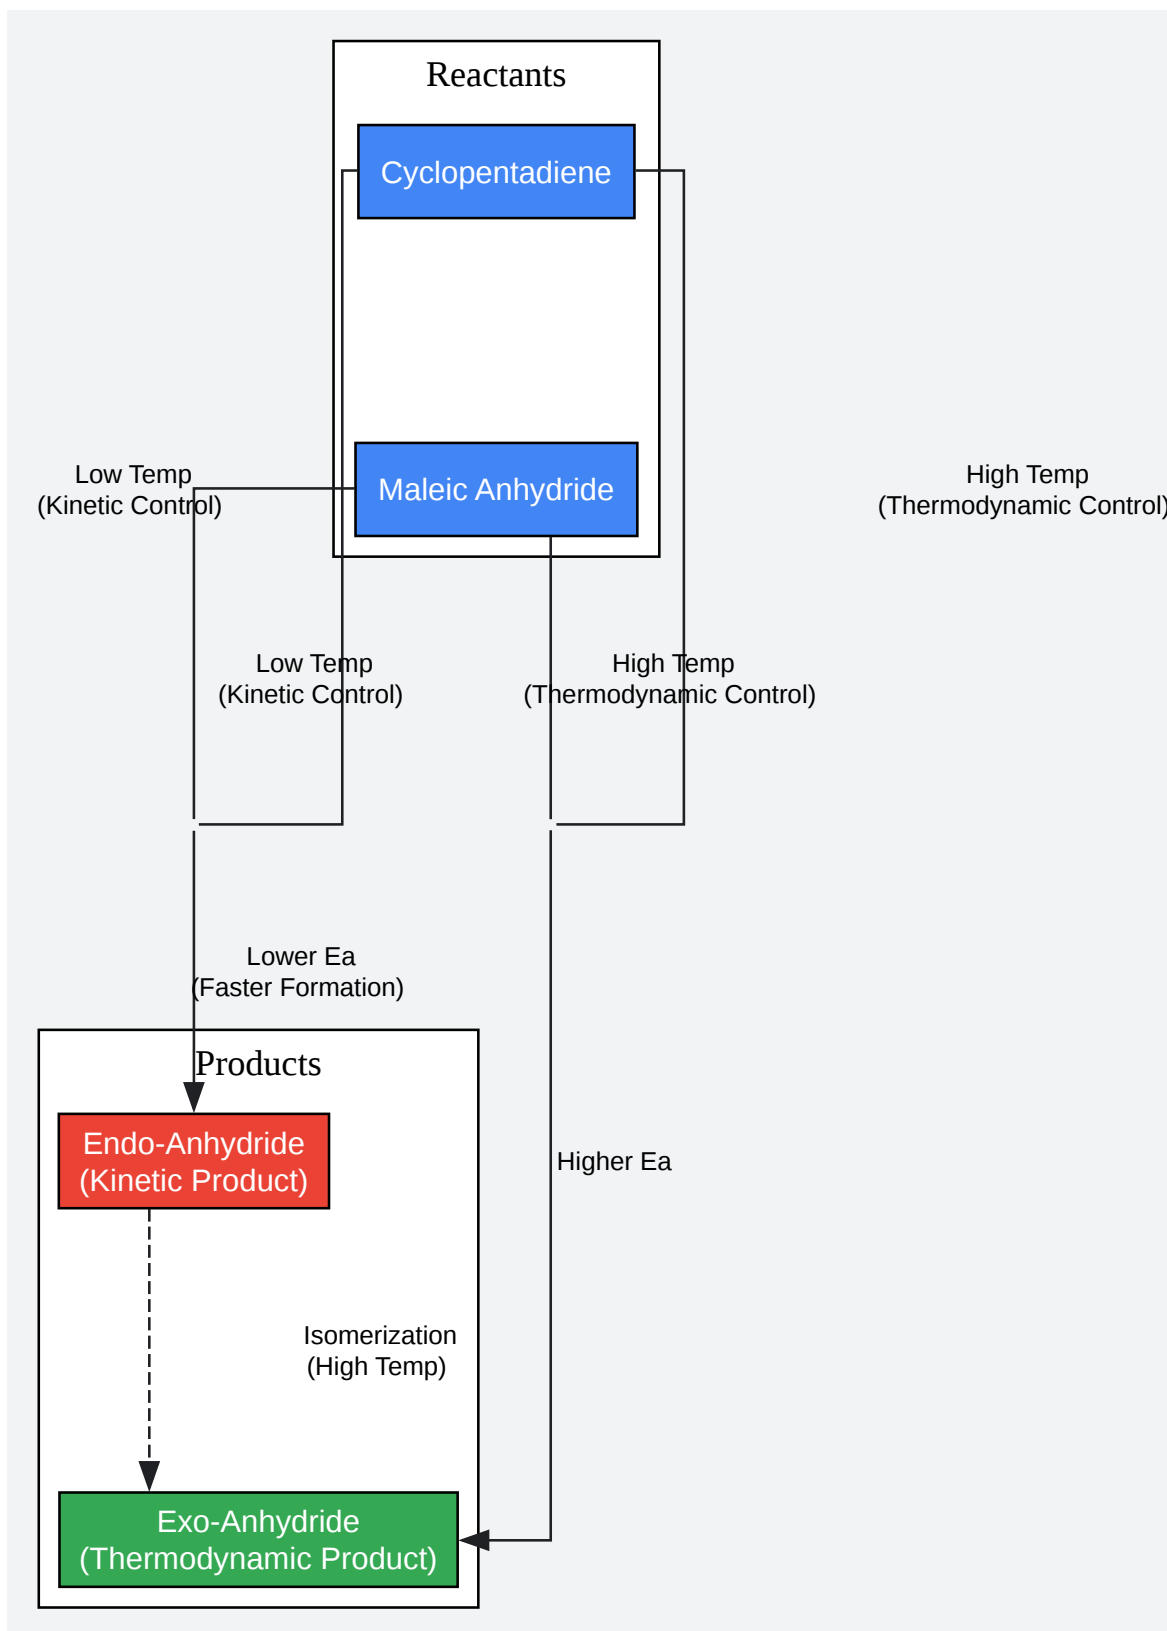 Reactants
Cyclopentadiene
Maleic Anhydride
Low Temp
(Kinetic Control)
High Temp
(Thermodynamic Control)
Low Temp
(Kinetic Control)
High Temp
(Thermodynamic Control)
Lower Ea
(Faster Formation)
Products
Endo-Anhydride
(Kinetic Product)
Higher Ea
Isomerization
(High Temp)
Exo-Anhydride
(Thermodynamic Product)